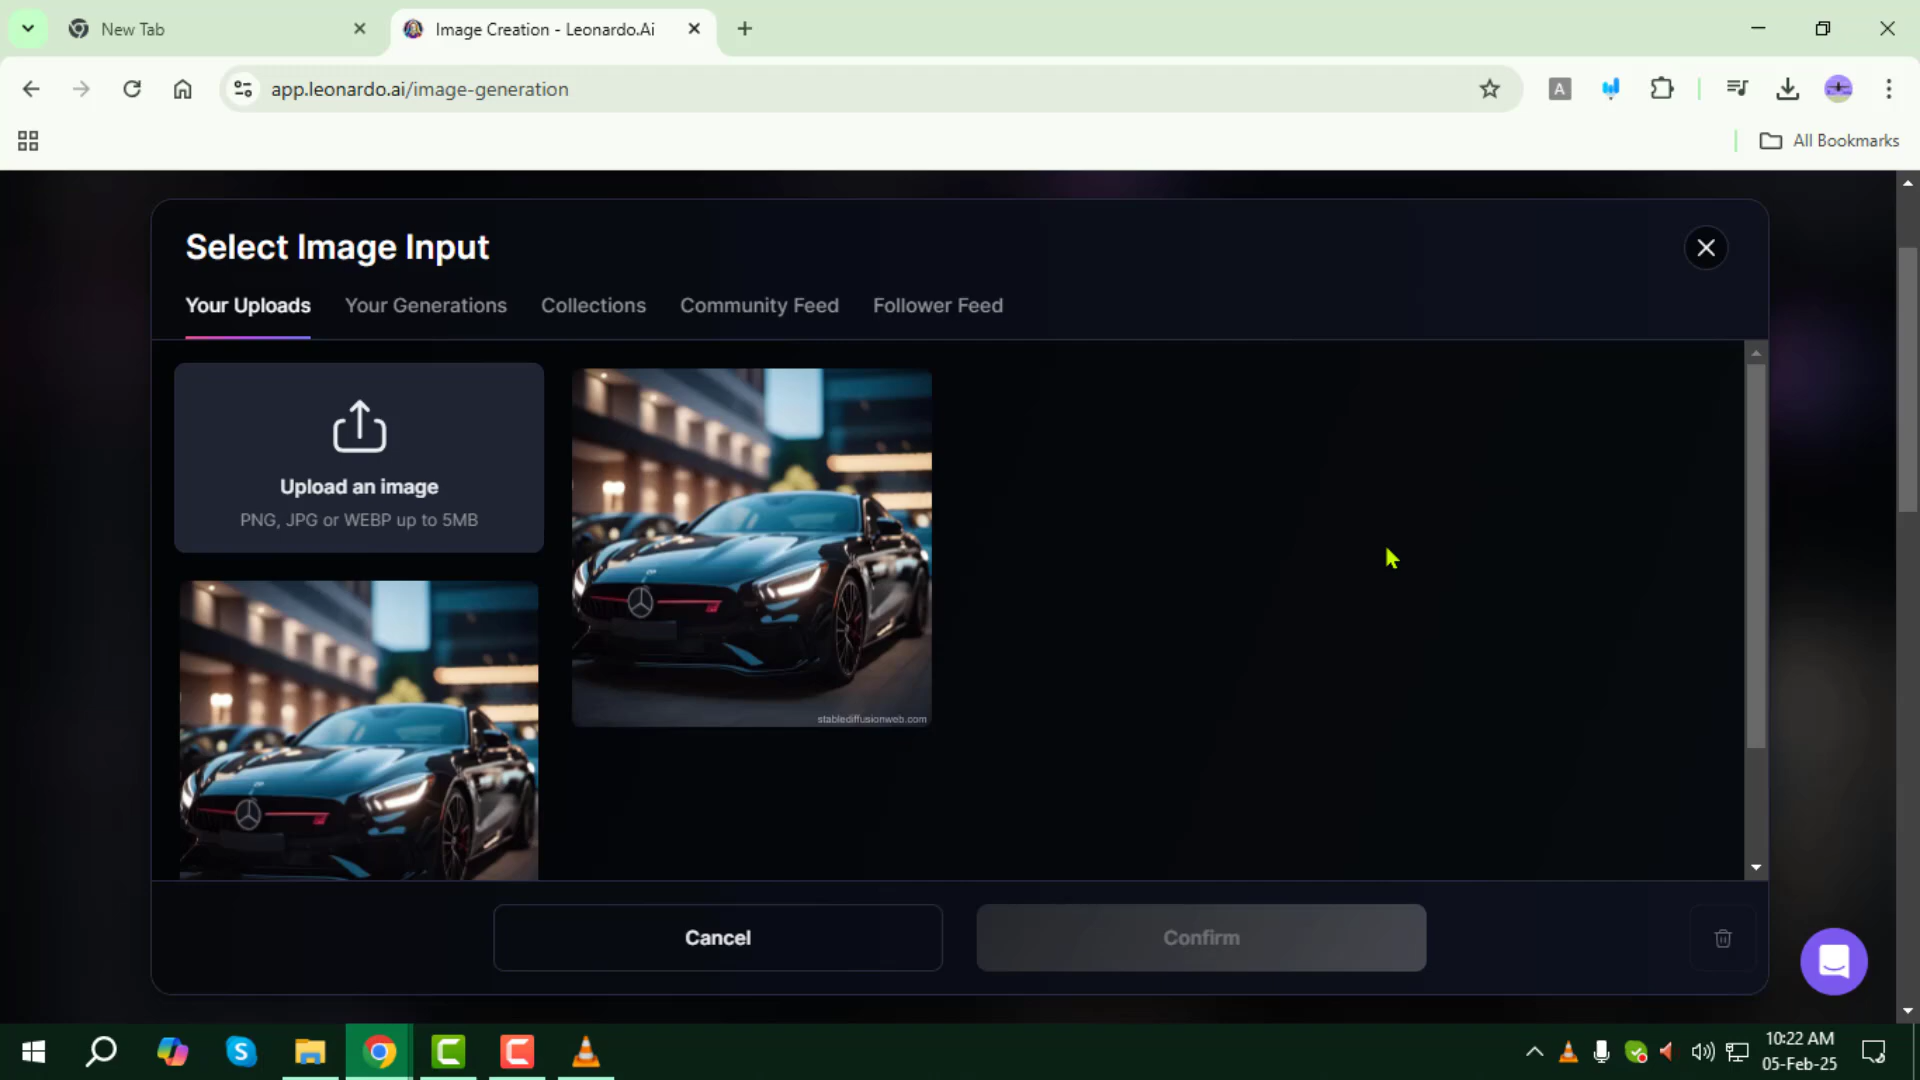 New Tab
Image Creation - Leonardo.Ai
app.leonardo.ai/image-generation
A
All Bookmarks
Select Image Input
Your Uploads
Your Generations
Collections
Community Feed
Follower Feed
Upload an image
PNG, JPG or WEBP up to 5MB
stablediffusionweb.com
Cancel
Confirm
10:22 AM
05-Feb-25